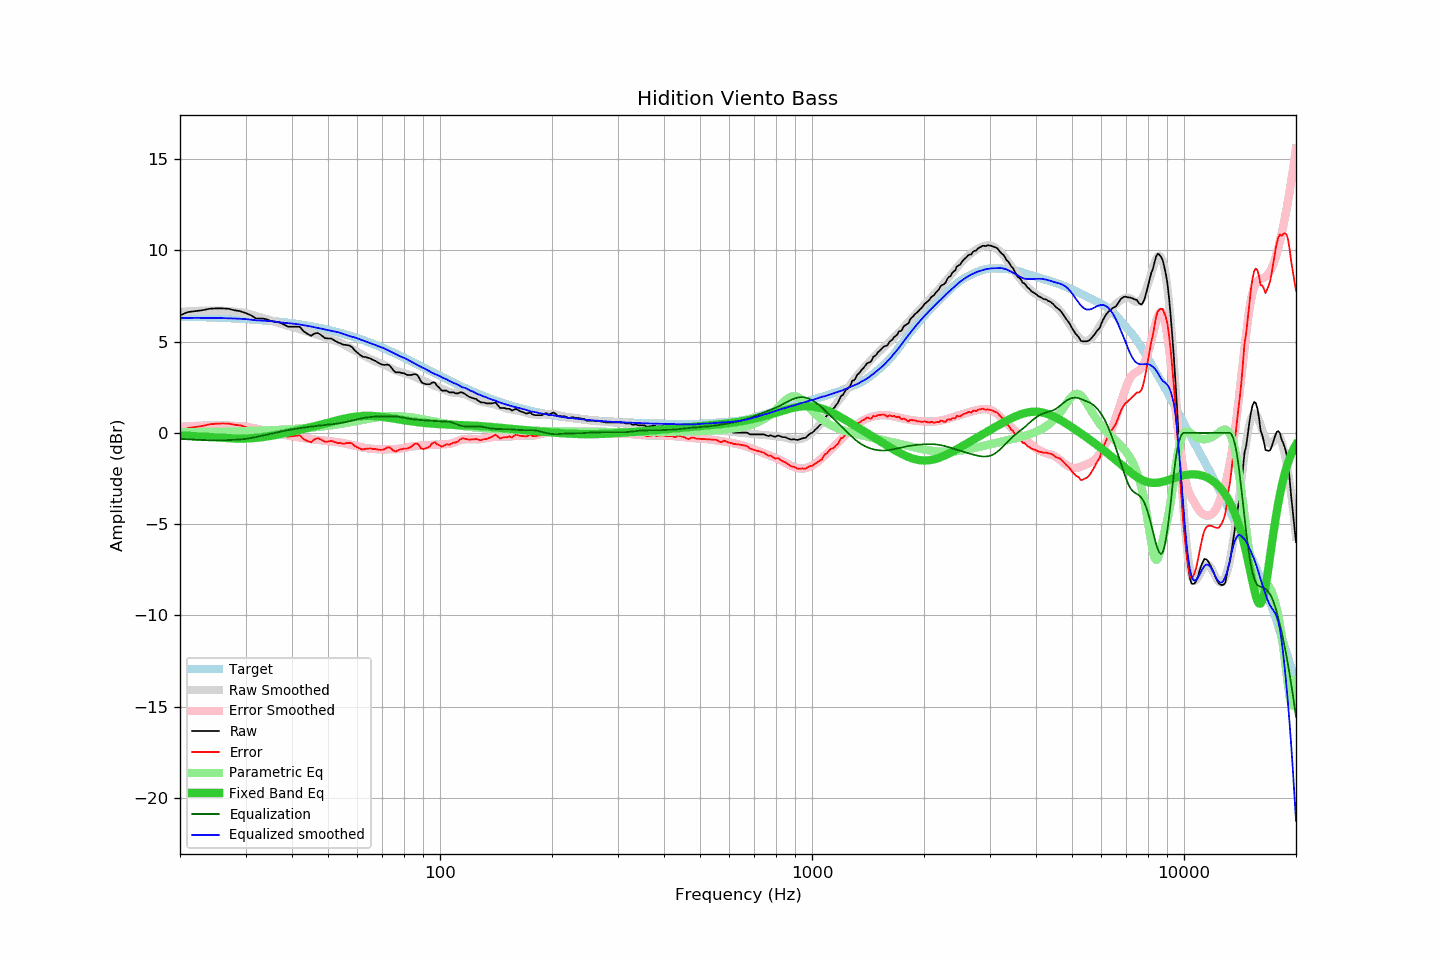 Hidition Viento Bass
Amplitude (dBr)
15
10
5
0
−5
−10
−15
−20
Target
Raw Smoothed
Error Smoothed
Raw
Error
Parametric Eq
Fixed Band Eq
Equalization
Equalized smoothed
100
1000
10000
Frequency (Hz)